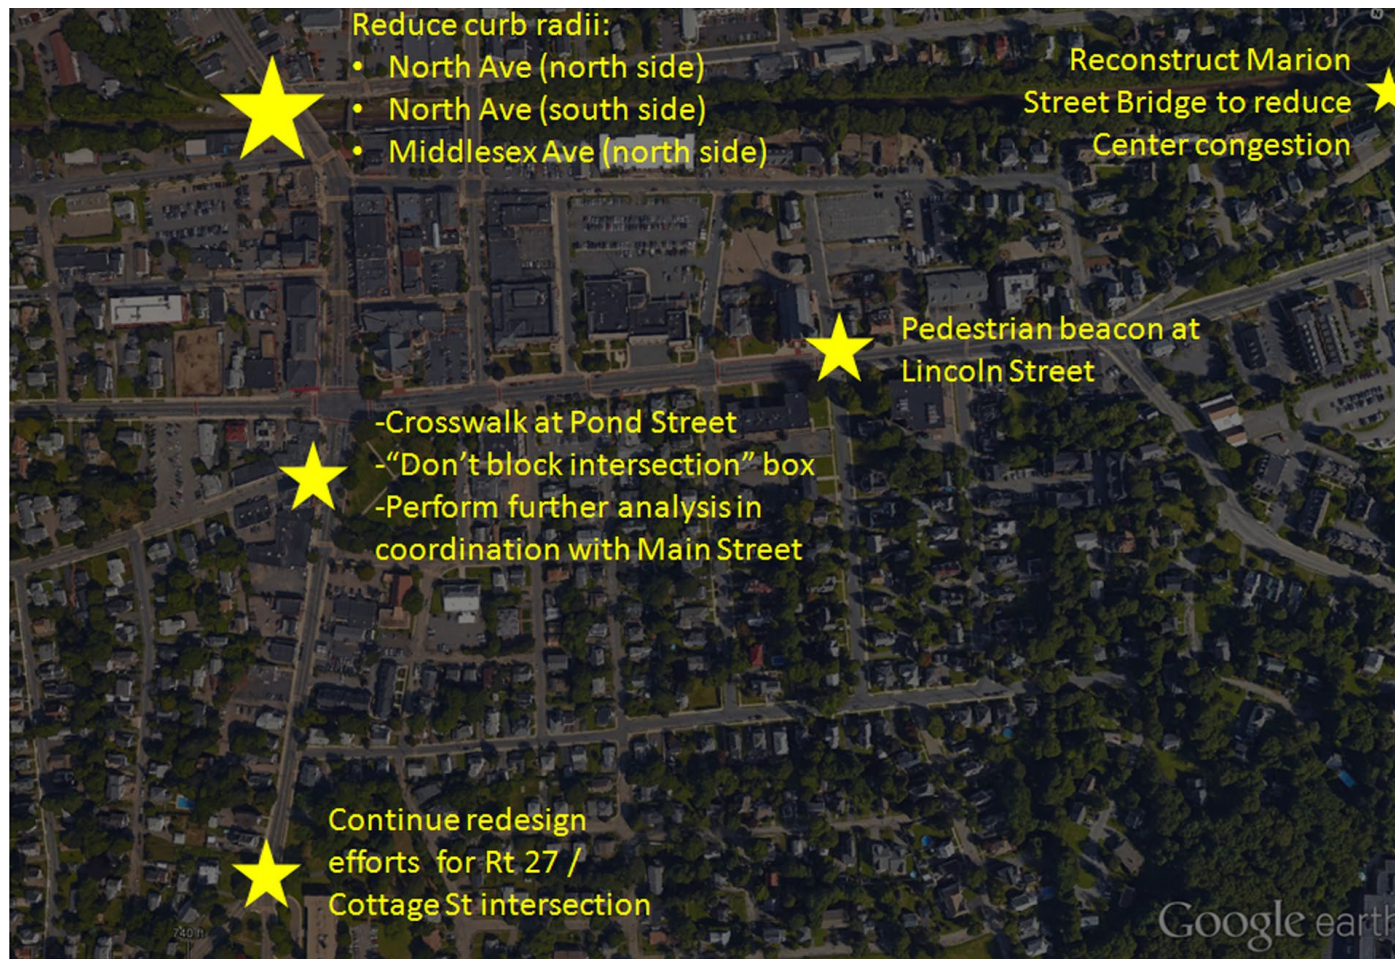 Reduce curb radii:
• North Ave (north side)
• North Ave (south side)
• Middlesex Ave (north side)
Reconstruct Marion
Street Bridge to reduce
Center congestion
Pedestrian beacon at
Lincoln Street
-Crosswalk at Pond Street
-“Don’t block intersection” box
-Perform further analysis in
coordination with Main Street
Continue redesign
efforts for Rt 27 /
Cottage St intersection
740 ft
Google earth